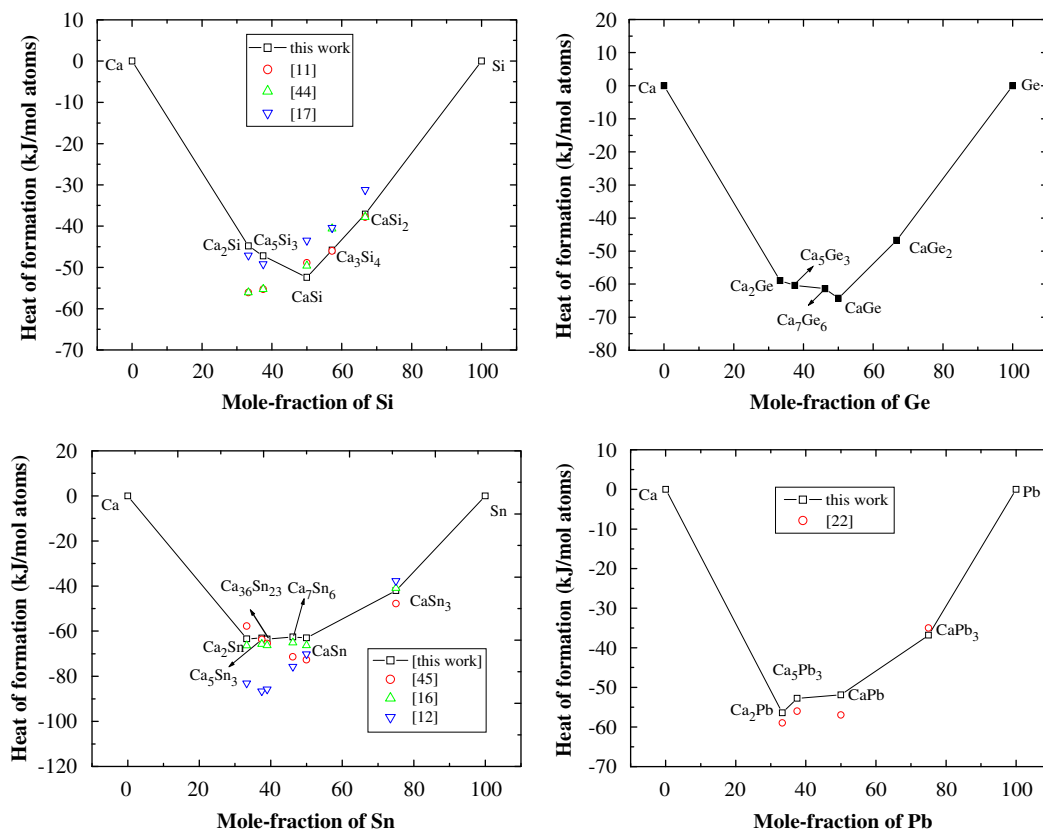 10
0
-10
-20
-30
-40
-50
-60
-70
Heat of formation (kJ/mol atoms)
this work
[11]
[44]
[17]
Ca
Si
Ca2Si
Ca5Si3
CaSi
Ca3Si4
CaSi2
0 20 40 60 80 100
Mole-fraction of Si
20
10
0
-10
-20
-30
-40
-50
-60
-70
-80
Heat of formation (kJ/mol atoms)
Ca
Ge
Ca2Ge
Ca5Ge3
Ca7Ge6
CaGe
CaGe2
0 20 40 60 80 100
Mole-fraction of Ge
20
0
-20
-40
-60
-80
-100
-120
Heat of formation (kJ/mol atoms)
Ca
Sn
Ca36Sn23
Ca7Sn6
Ca2Sn
Ca5Sn3
CaSn
CaSn3
[this work]
[45]
[16]
[12]
0 20 40 60 80 100
Mole-fraction of Sn
10
0
-10
-20
-30
-40
-50
-60
-70
Heat of formation (kJ/mol atoms)
this work
[22]
Ca
Pb
Ca2Pb
Ca5Pb3
CaPb
CaPb3
0 20 40 60 80 100
Mole-fraction of Pb